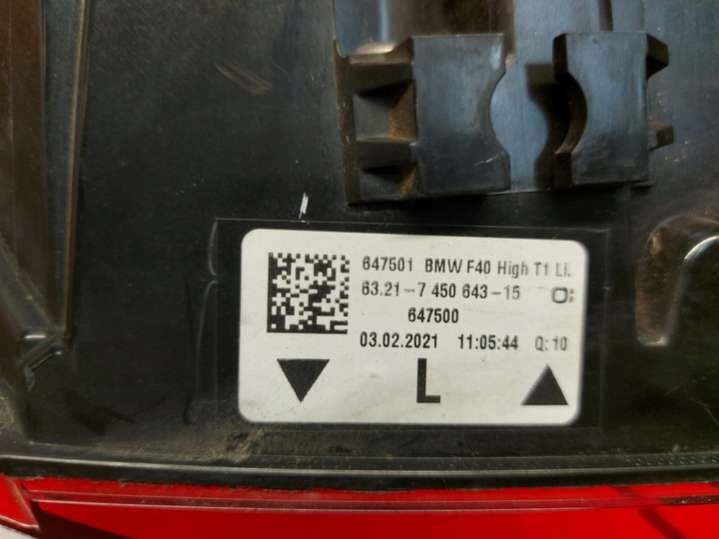 647501 BMW F40 High T1 LI.
63.21-7 450 643-15
647500
03.02.2021 11:05:44 Q:10
L